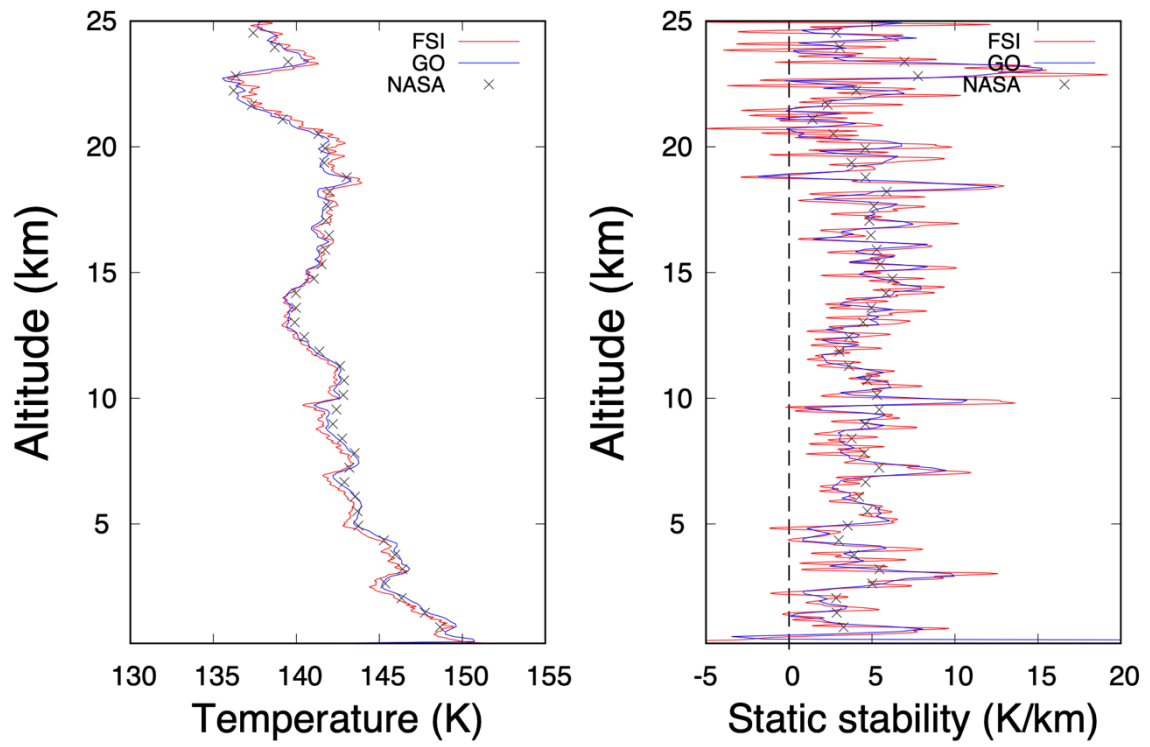 25
20
15
10
5
130 135 140 145 150 155
Altitude (km)
Temperature (K)
FSI
GO
NASA
25
20
15
10
5
-5 0 5 10 15 20
Altitude (km)
Static stability (K/km)
FSI
GO
NASA